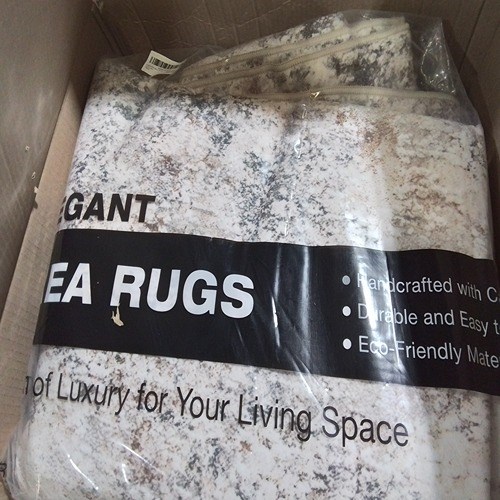 EGANT
EA RUGS
• Handcrafted with C
• Durable and Easy t
• Eco-Friendly Mate
of Luxury for Your Living Space